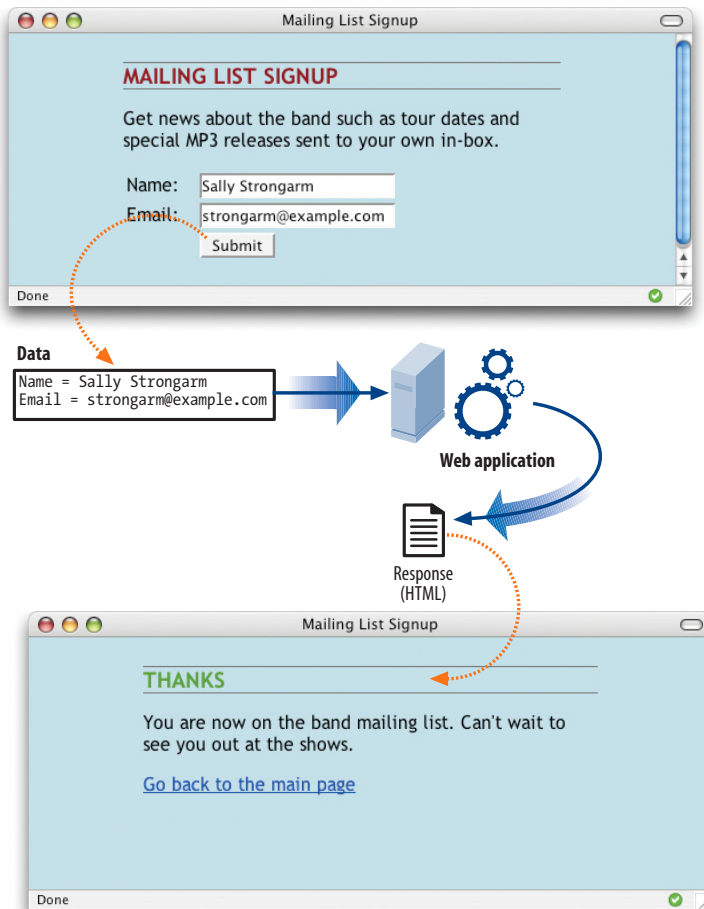 Mailing List Signup
MAILING LIST SIGNUP
Get news about the band such as tour dates and
special MP3 releases sent to your own in-box.
Name: Sally Strongarm
Email: strongarm@example.com
Submit
Done
Data
Name = Sally Strongarm
Email = strongarm@example.com
Web application
Response
(HTML)
Mailing List Signup
THANKS
You are now on the band mailing list. Can't wait to
see you out at the shows.
Go back to the main page
Done